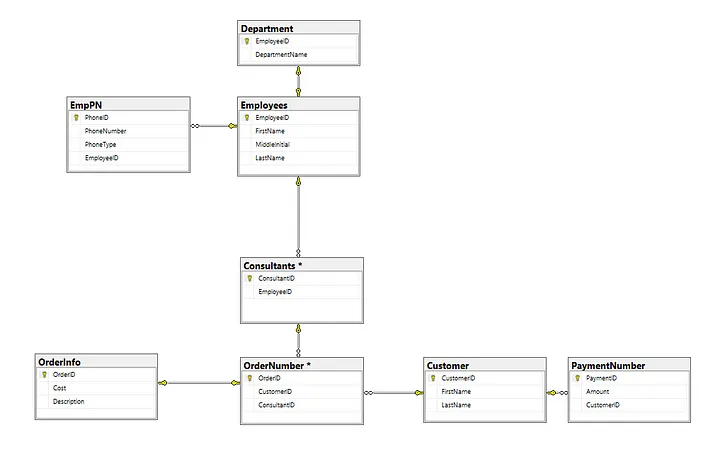 Department
EmployeeID
DepartmentName
EmpPN
PhoneID
PhoneNumber
PhoneType
EmployeeID
Employees
EmployeeID
FirstName
MiddleInitial
LastName
Consultants *
ConsultantID
EmployeeID
OrderInfo
OrderID
Cost
Description
OrderNumber *
OrderID
CustomerID
ConsultantID
Customer
CustomerID
FirstName
LastName
PaymentNumber
PaymentID
Amount
CustomerID